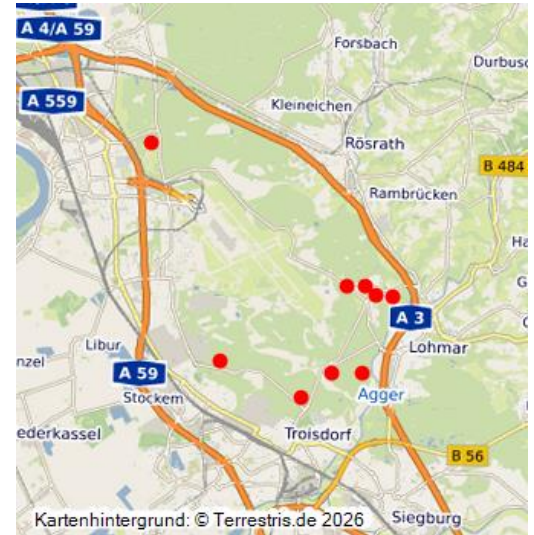 A 4/A 59
Forsbach
Durbusc
A 559
Kleineichen
Rösrath
B 484
Rambrücken
Ha
G
A 3
Libur
Lohmar
nzel
A 59
Stockem
Agger
ederkassel
Troisdorf
B 56
Kartenhintergrund: © Terrestris.de 2026
Siegburg